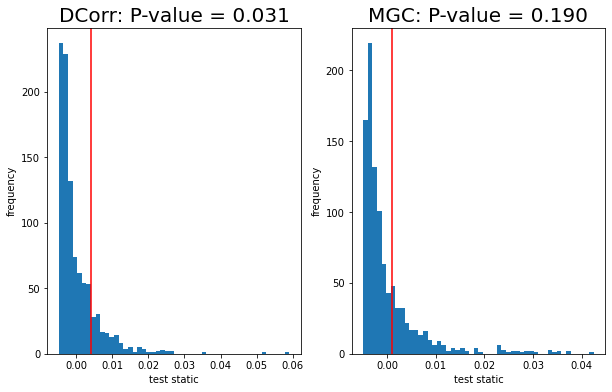 DCorr: P-value = 0.031
frequency
200
150
100
50
0
0.00 0.01 0.02 0.03 0.04 0.05 0.06
test static
MGC: P-value = 0.190
frequency
200
150
100
50
0
0.00 0.01 0.02 0.03 0.04
test static